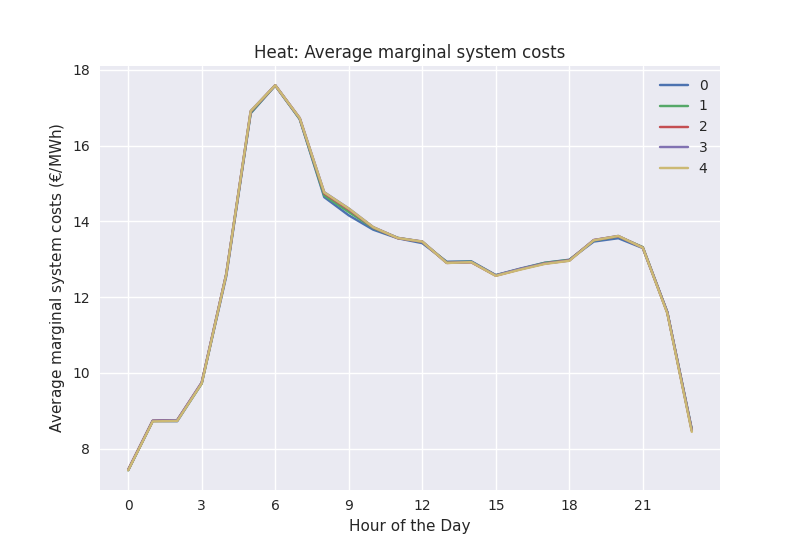 Heat: Average marginal system costs
18
16
14
12
10
8
Average marginal system costs (€/MWh)
0
1
2
3
4
0 3 6 9 12 15 18 21
Hour of the Day